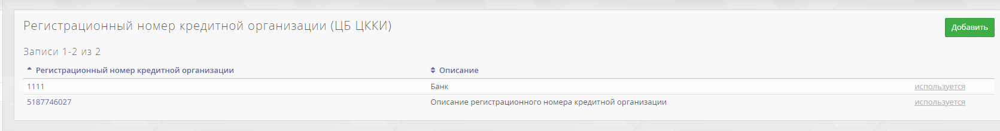 Регистрационный номер кредитной организации (ЦБ ЦККИ)
Добавить
Записи 1-2 из 2
Регистрационный номер кредитной организации Описание
1111 Банк используется
5187746027 Описание регистрационного номера кредитной организации используется